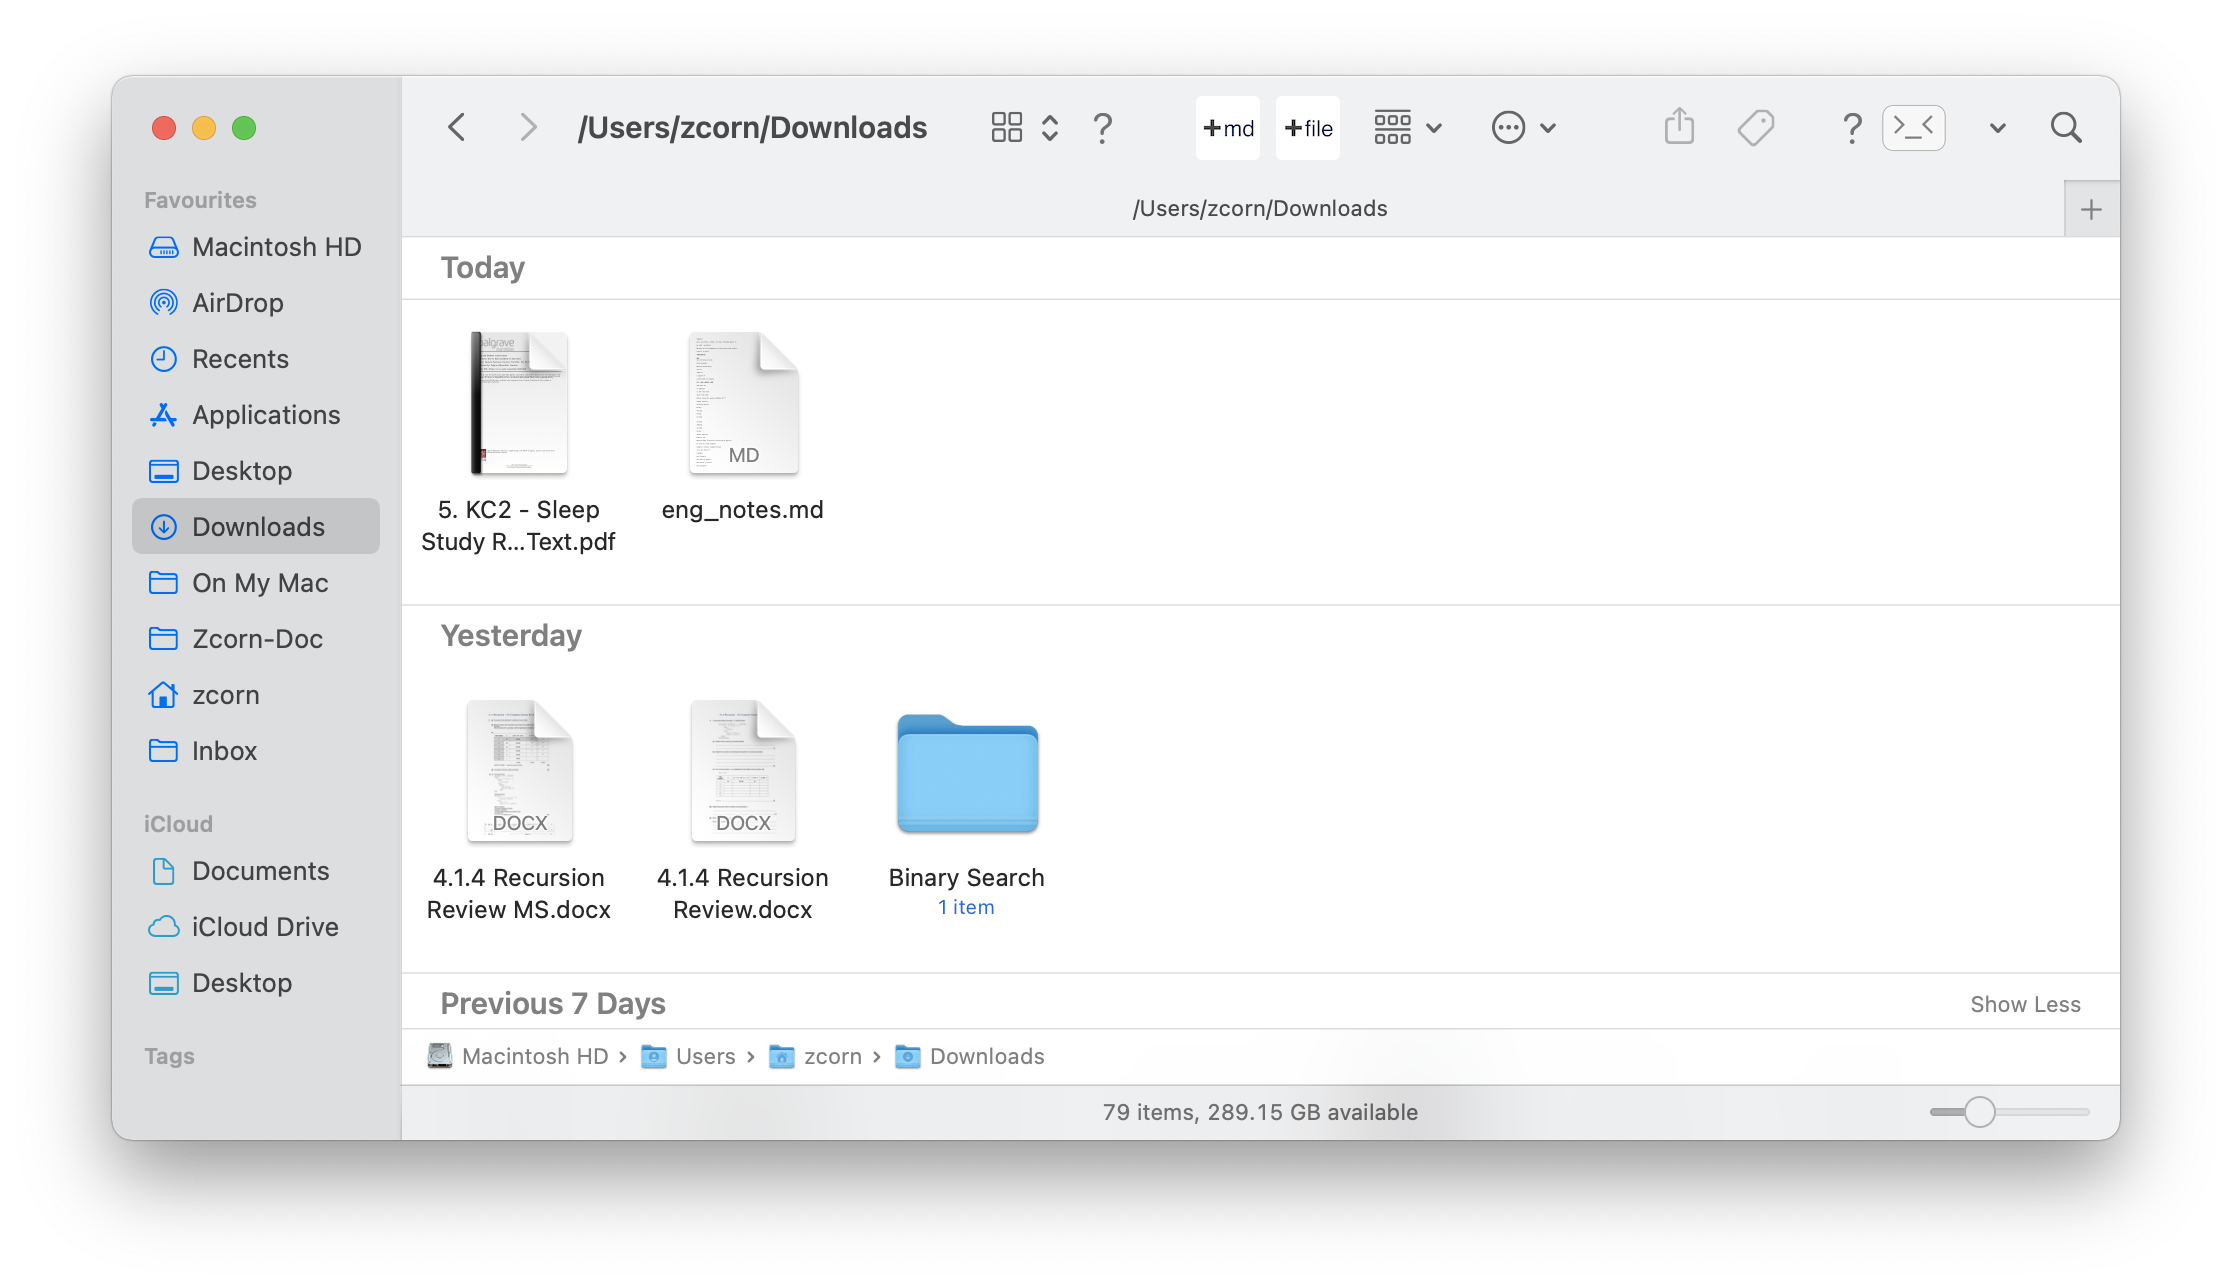 /Users/zcorn/Downloads
+md
+file
/Users/zcorn/Downloads
Favourites
Macintosh HD
AirDrop
Recents
Applications
Desktop
Downloads
On My Mac
Zcorn-Doc
zcorn
Inbox
iCloud
Documents
iCloud Drive
Desktop
Tags
Today
MD
5. KC2 - Sleep
Study R...Text.pdf
eng_notes.md
Yesterday
DOCX
DOCX
4.1.4 Recursion
Review MS.docx
4.1.4 Recursion
Review.docx
Binary Search
1 item
Previous 7 Days
Show Less
Macintosh HD › Users › zcorn › Downloads
79 items, 289.15 GB available